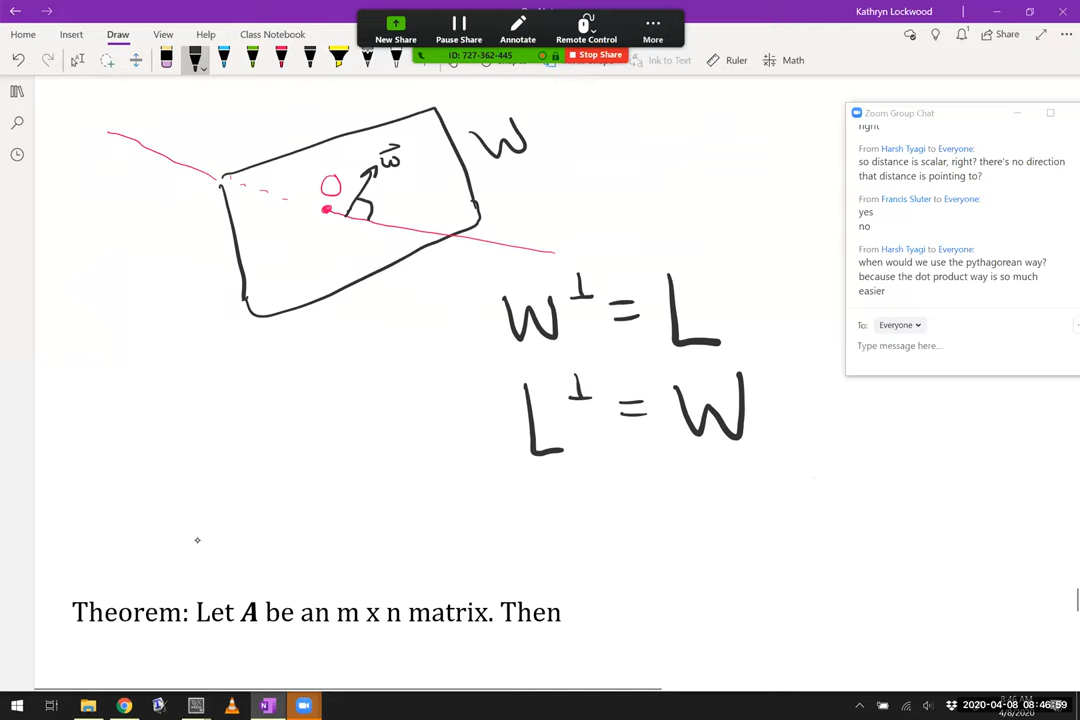 Kathryn Lockwood
Home Insert Draw View Help Class Notebook
Share
New Share Pause Share Annotate Remote Control More
ID: 727-362-445 Stop Share
Ink to Text Ruler Math
Zoom Group Chat
right
From Harsh Tyagi to Everyone:
so distance is scalar, right? there's no direction
that distance is pointing to?
From Francis Sluter to Everyone:
yes
no
From Harsh Tyagi to Everyone:
when would we use the pythagorean way?
because the dot product way is so much
easier
To: Everyone
Type message here...
W
w⃗
O
W⊥ = L
L⊥ = W
Theorem: Let A be an m x n matrix. Then
2020-04-08 08:46:59
4/8/2020